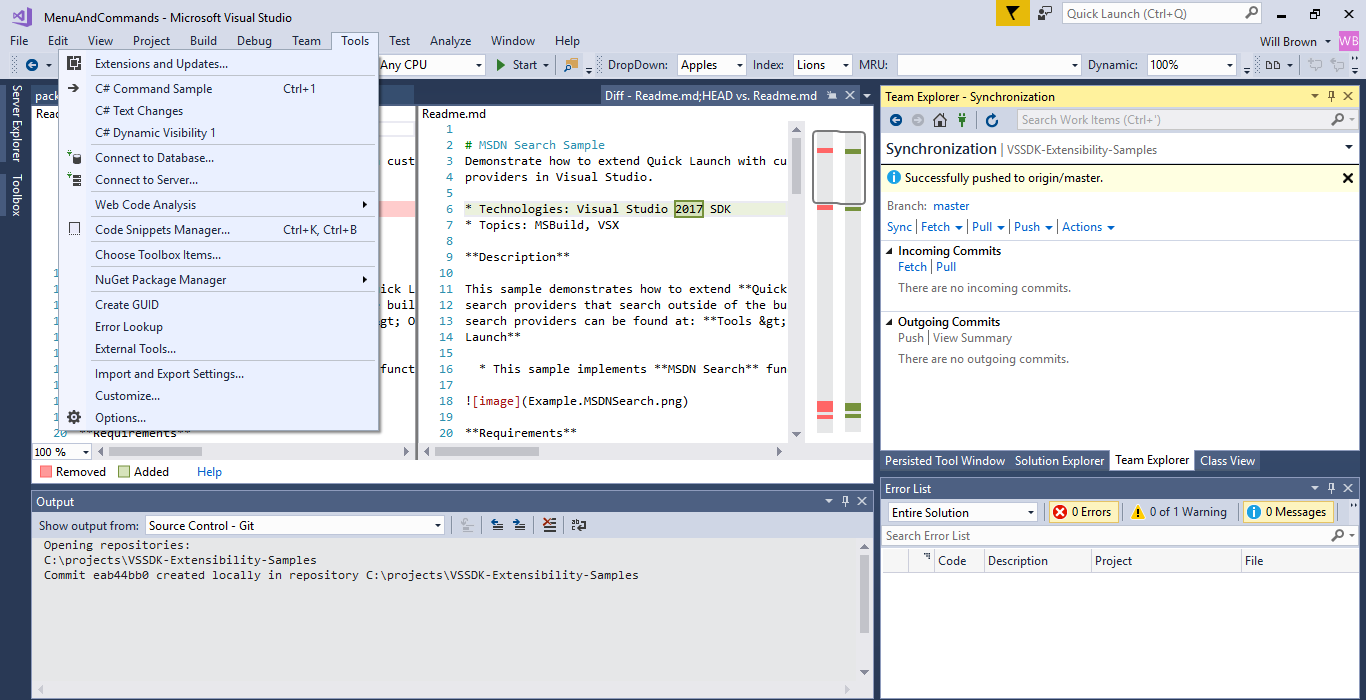 MenuAndCommands - Microsoft Visual Studio
Quick Launch (Ctrl+Q)
File Edit View Project Build Debug Team Tools Test Analyze Window Help
Will Brown WB
Any CPU Start DropDown: Apples Index: Lions MRU: Dynamic: 100%
Server Explorer
Toolbox
Extensions and Updates...
C# Command Sample Ctrl+1
C# Text Changes
C# Dynamic Visibility 1
Connect to Database...
Connect to Server...
Web Code Analysis
Code Snippets Manager... Ctrl+K, Ctrl+B
Choose Toolbox Items...
NuGet Package Manager
Create GUID
Error Lookup
External Tools...
Import and Export Settings...
Customize...
Options...
20 **Requirements**
100 %
Removed Added Help
Diff - Readme.md;HEAD vs. Readme.md
Readme.md
1
2 # MSDN Search Sample
3 Demonstrate how to extend Quick Launch with cu
4 providers in Visual Studio.
5
6 * Technologies: Visual Studio 2017 SDK
7 * Topics: MSBuild, VSX
8
9 **Description**
10
11 This sample demonstrates how to extend **Quick
12 search providers that search outside of the bu
13 search providers can be found at: **Tools &gt;
14 Launch**
15
16 * This sample implements **MSDN Search** fun
17
18 ![image](Example.MSDNSearch.png)
19
20 **Requirements**
Team Explorer - Synchronization
Search Work Items (Ctrl+')
Synchronization | VSSDK-Extensibility-Samples
Successfully pushed to origin/master.
Branch: master
Sync | Fetch | Pull | Push | Actions
Incoming Commits
Fetch | Pull
There are no incoming commits.
Outgoing Commits
Push | View Summary
There are no outgoing commits.
Persisted Tool Window Solution Explorer Team Explorer Class View
Output
Show output from: Source Control - Git
Opening repositories:
C:\projects\VSSDK-Extensibility-Samples
Commit eab44bb0 created locally in repository C:\projects\VSSDK-Extensibility-Samples
Error List
Entire Solution 0 Errors 0 of 1 Warning 0 Messages
Search Error List
Code Description Project File